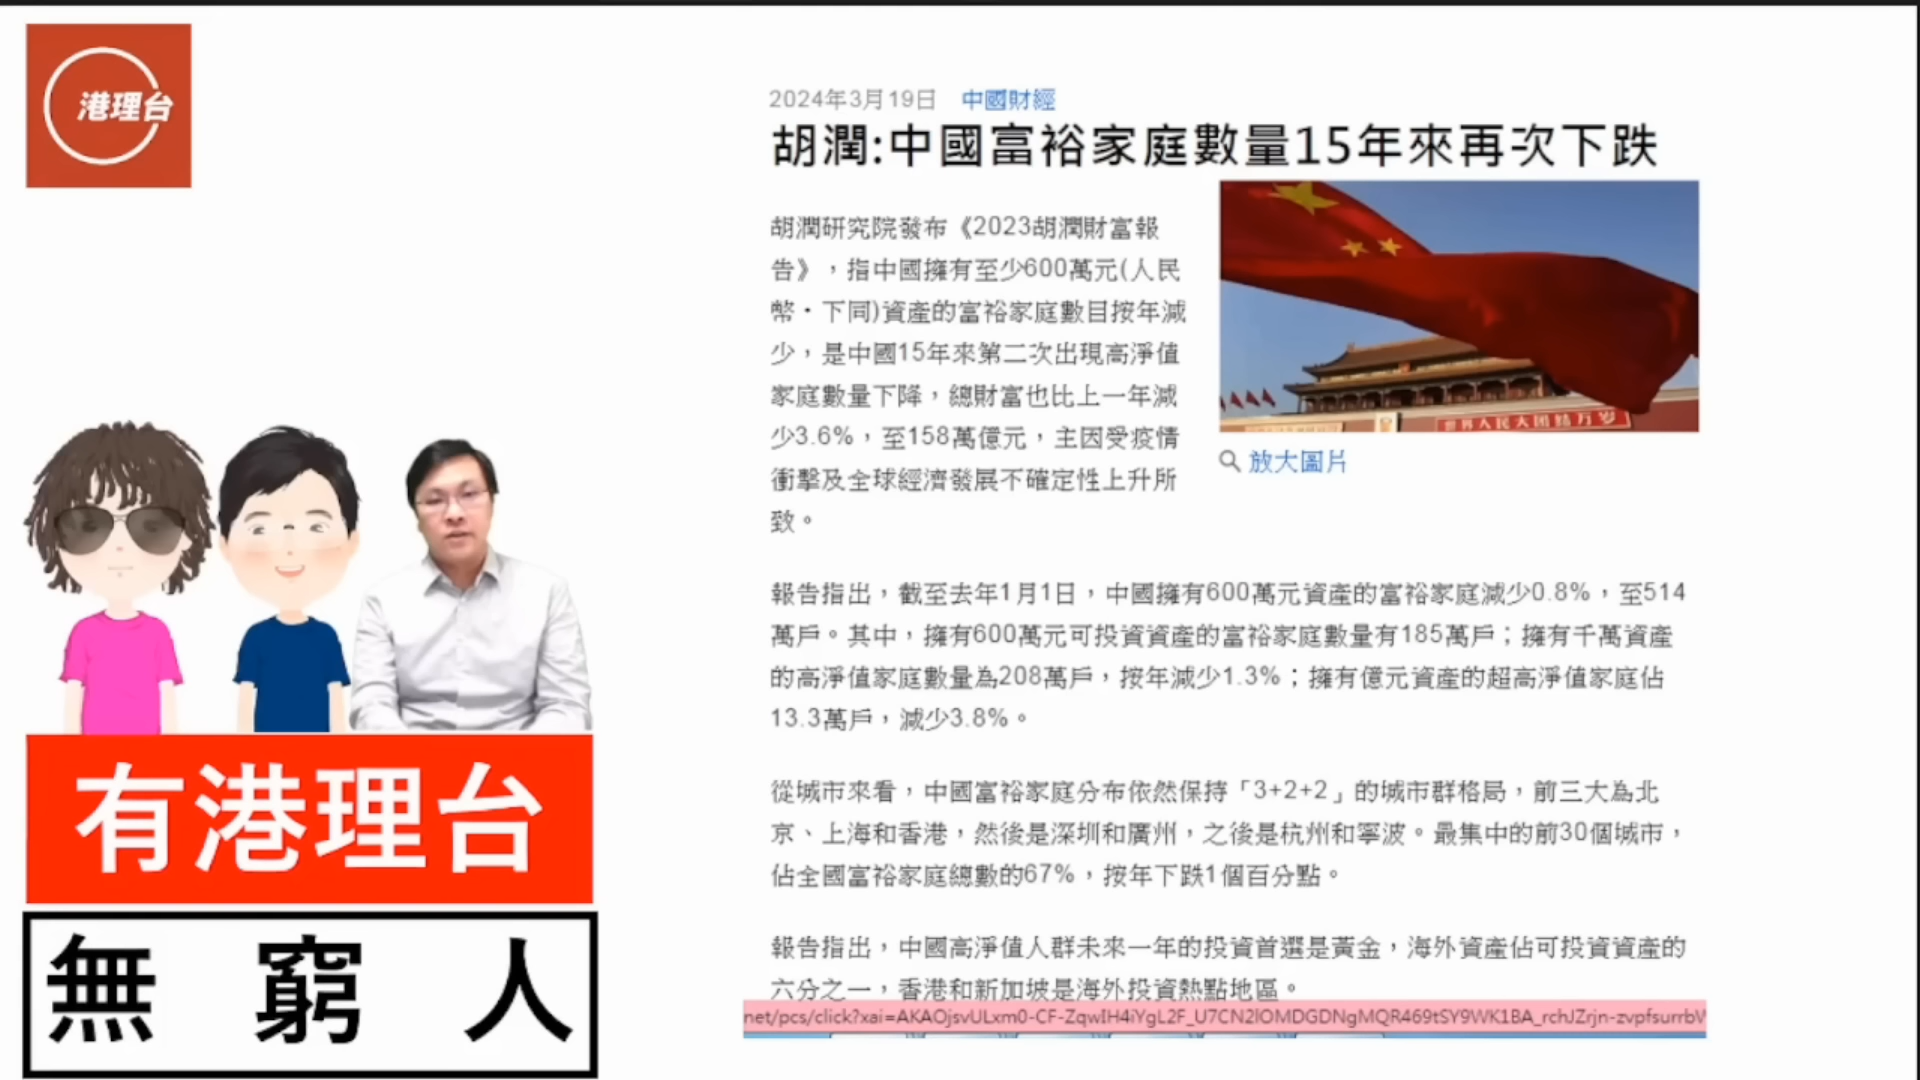 港理台
2024年3月19日 中國財經
胡潤:中國富裕家庭數量15年來再次下跌
胡潤研究院發布《2023胡潤財富報
告》，指中國擁有至少600萬元(人民
幣・下同)資產的富裕家庭數目按年減
少，是中國15年來第二次出現高淨值
家庭數量下降，總財富也比上一年減
少3.6%，至158萬億元，主因受疫情
衝擊及全球經濟發展不確定性上升所
致。
世界人民大团结万岁
放大圖片
報告指出，截至去年1月1日，中國擁有600萬元資產的富裕家庭減少0.8%，至514
萬戶。其中，擁有600萬元可投資資產的富裕家庭數量有185萬戶；擁有千萬資產
的高淨值家庭數量為208萬戶，按年減少1.3%；擁有億元資產的超高淨值家庭佔
13.3萬戶，減少3.8%。
從城市來看，中國富裕家庭分布依然保持「3+2+2」的城市群格局，前三大為北
京、上海和香港，然後是深圳和廣州，之後是杭州和寧波。最集中的前30個城市，
佔全國富裕家庭總數的67%，按年下跌1個百分點。
報告指出，中國高淨值人群未來一年的投資首選是黃金，海外資產佔可投資資產的
六分之一，香港和新加坡是海外投資熱點地區。
net/pcs/click?xai=AKAOjsvULxm0-CF-ZqwIH4iYgL2F_U7CN2lOMDGDNgMQR469tSY9WK1BA_rchJZrjn-zvpfsurrbV
有港理台
無窮人